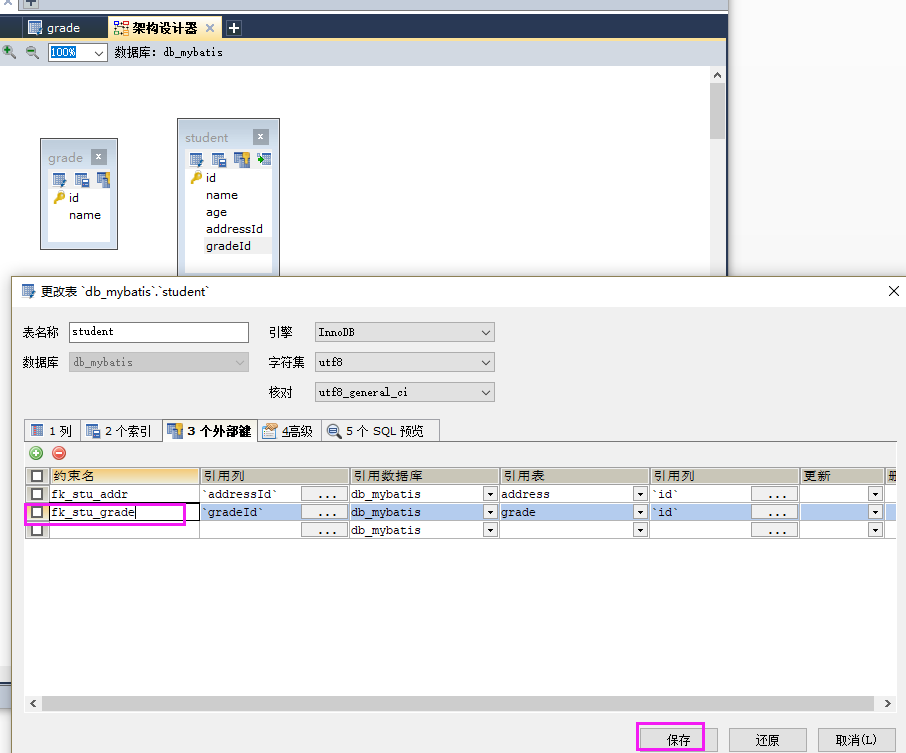 grade 架构设计器
100% 数据库: db_mybatis
grade
id
name
student
id
name
age
addressId
gradeId
更改表 `db_mybatis`.`student`
表名称 student 引擎 InnoDB
数据库 db_mybatis 字符集 utf8
核对 utf8_general_ci
1 列 2 个索引 3 个外部键 4高级 5 个 SQL 预览
约束名 引用列 引用数据库 引用表 引用列 更新
fk_stu_addr `addressId` ... db_mybatis address `id` ...
fk_stu_grade `gradeId` ... db_mybatis grade `id` ...
... db_mybatis ...
保存 还原 取消(L)